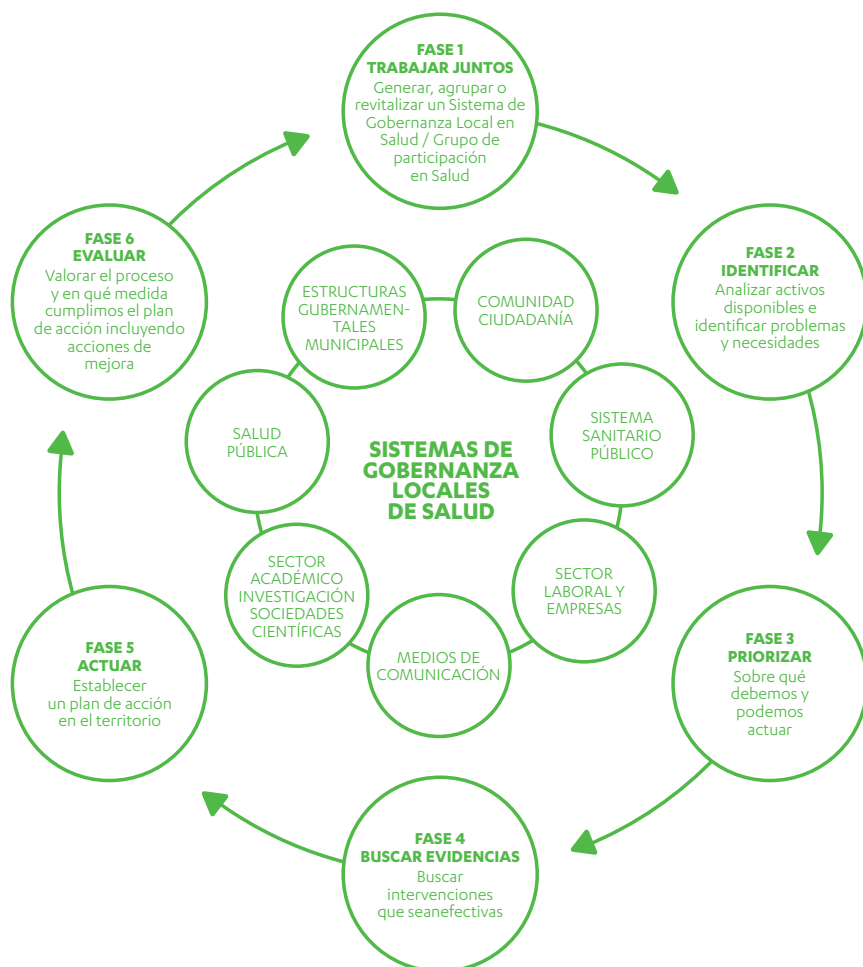 FASE 1
TRABAJAR JUNTOS
Generar, agrupar o
revitalizar un Sistema de
Gobernanza Local en
Salud / Grupo de
participación
en Salud
FASE 2
IDENTIFICAR
Analizar activos
disponibles e
identificar problemas
y necesidades
FASE 3
PRIORIZAR
Sobre qué
debemos y
podemos
actuar
FASE 4
BUSCAR EVIDENCIAS
Buscar
intervenciones
que seanefectivas
FASE 5
ACTUAR
Establecer
un plan de acción
en el territorio
FASE 6
EVALUAR
Valorar el proceso
y en qué medida
cumplimos el plan
de acción incluyendo
acciones de
mejora
ESTRUCTURAS
GUBERNAMEN-
TALES
MUNICIPALES
COMUNIDAD
CIUDADANÍA
SISTEMA
SANITARIO
PÚBLICO
SECTOR
LABORAL Y
EMPRESAS
MEDIOS DE
COMUNICACIÓN
SECTOR
ACADÉMICO
INVESTIGACIÓN
SOCIEDADES
CIENTÍFICAS
SALUD
PÚBLICA
SISTEMAS DE
GOBERNANZA
LOCALES
DE SALUD